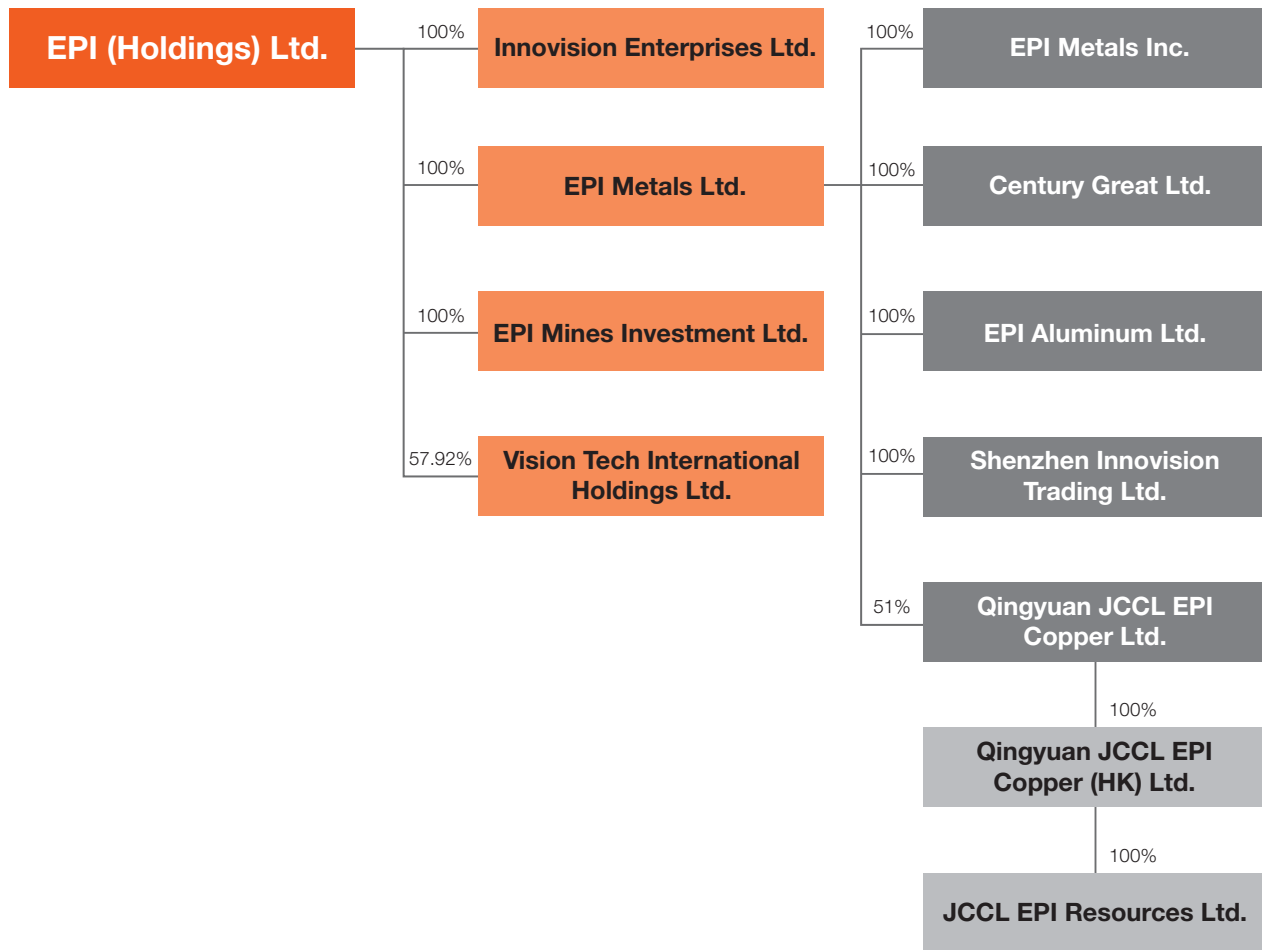 EPI (Holdings) Ltd.
100%
Innovision Enterprises Ltd.
100%
EPI Metals Inc.
100%
EPI Metals Ltd.
100%
Century Great Ltd.
100%
EPI Mines Investment Ltd.
100%
EPI Aluminum Ltd.
57.92%
Vision Tech International
Holdings Ltd.
100%
Shenzhen Innovision
Trading Ltd.
51%
Qingyuan JCCL EPI
Copper Ltd.
100%
Qingyuan JCCL EPI
Copper (HK) Ltd.
100%
JCCL EPI Resources Ltd.